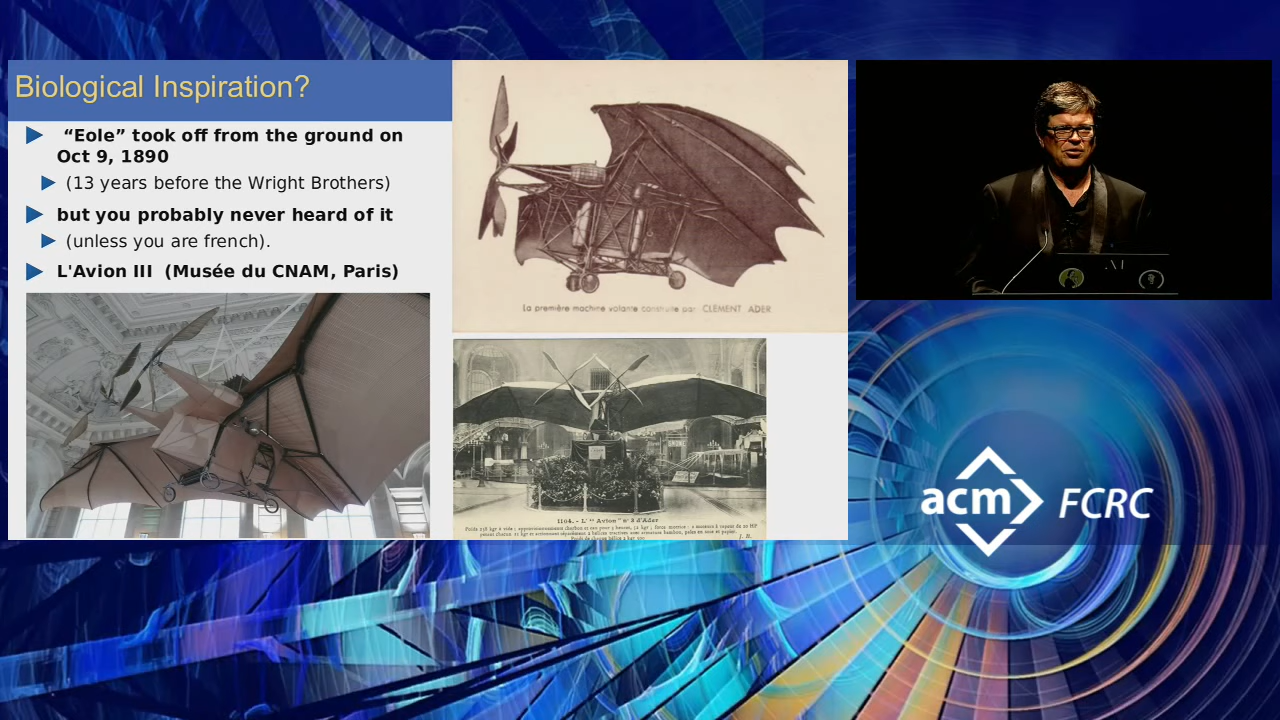 Biological Inspiration?
“Eole” took off from the ground on
Oct 9, 1890
(13 years before the Wright Brothers)
but you probably never heard of it
(unless you are french).
L'Avion III (Musée du CNAM, Paris)
La première machine volante construite par CLÉMENT ADER
1104. - L' “ Avion ” n° 3 d'Ader
J. H.
acm FCRC